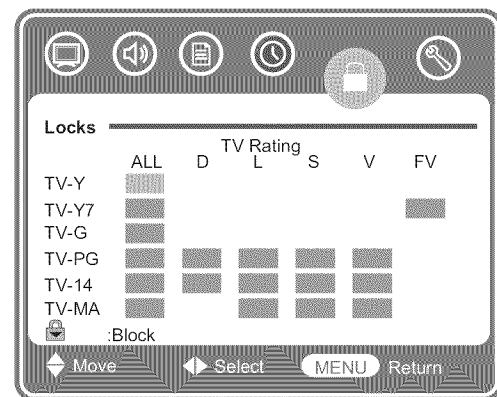 Locks
TV Rating
ALL D L S V FV
TV-Y
TV-Y7
TV-G
TV-PG
TV-14
TV-MA
:Block
Move Select MENU Return